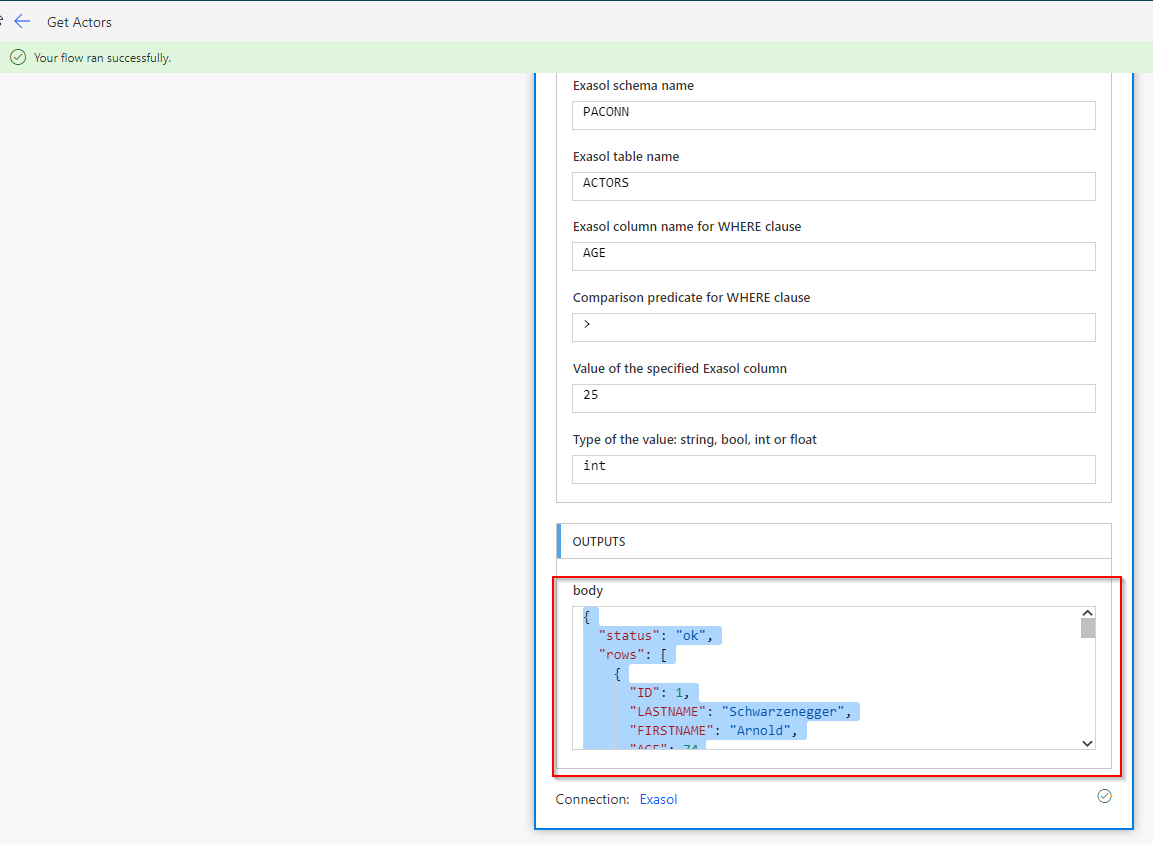 Get Actors
Your flow ran successfully.
Exasol schema name
PACONN
Exasol table name
ACTORS
Exasol column name for WHERE clause
AGE
Comparison predicate for WHERE clause
>
Value of the specified Exasol column
25
Type of the value: string, bool, int or float
int
OUTPUTS
body
{
"status": "ok",
"rows": [
{
"ID": 1,
"LASTNAME": "Schwarzenegger",
"FIRSTNAME": "Arnold",
"AGE": 74
Connection: Exasol